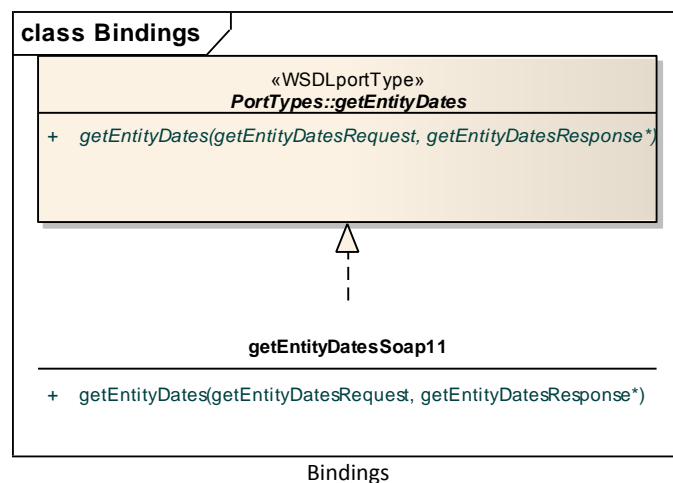 class Bindings
«WSDLportType»
PortTypes::getEntityDates
+ getEntityDates(getEntityDatesRequest, getEntityDatesResponse*)
getEntityDatesSoap11
+ getEntityDates(getEntityDatesRequest, getEntityDatesResponse*)
Bindings